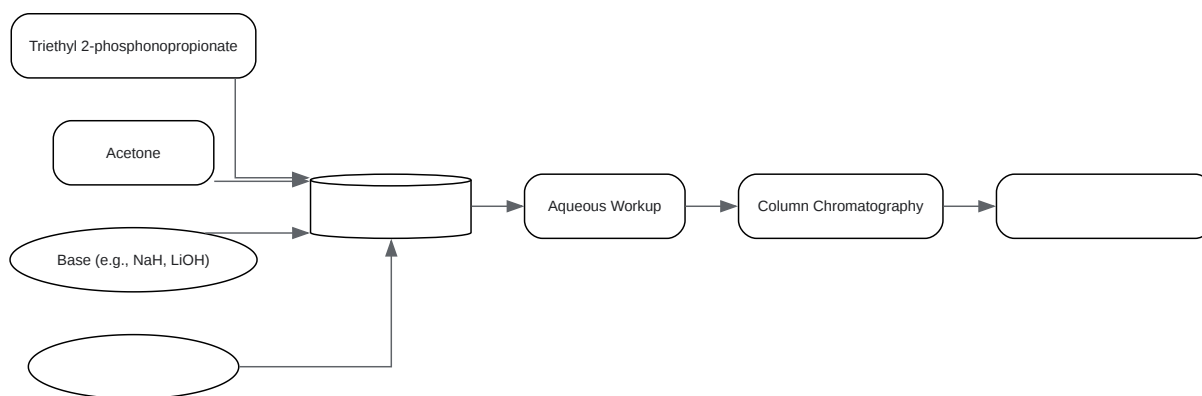 Triethyl 2-phosphonopropionate
Acetone
Base (e.g., NaH, LiOH)
Aqueous Workup
Column Chromatography